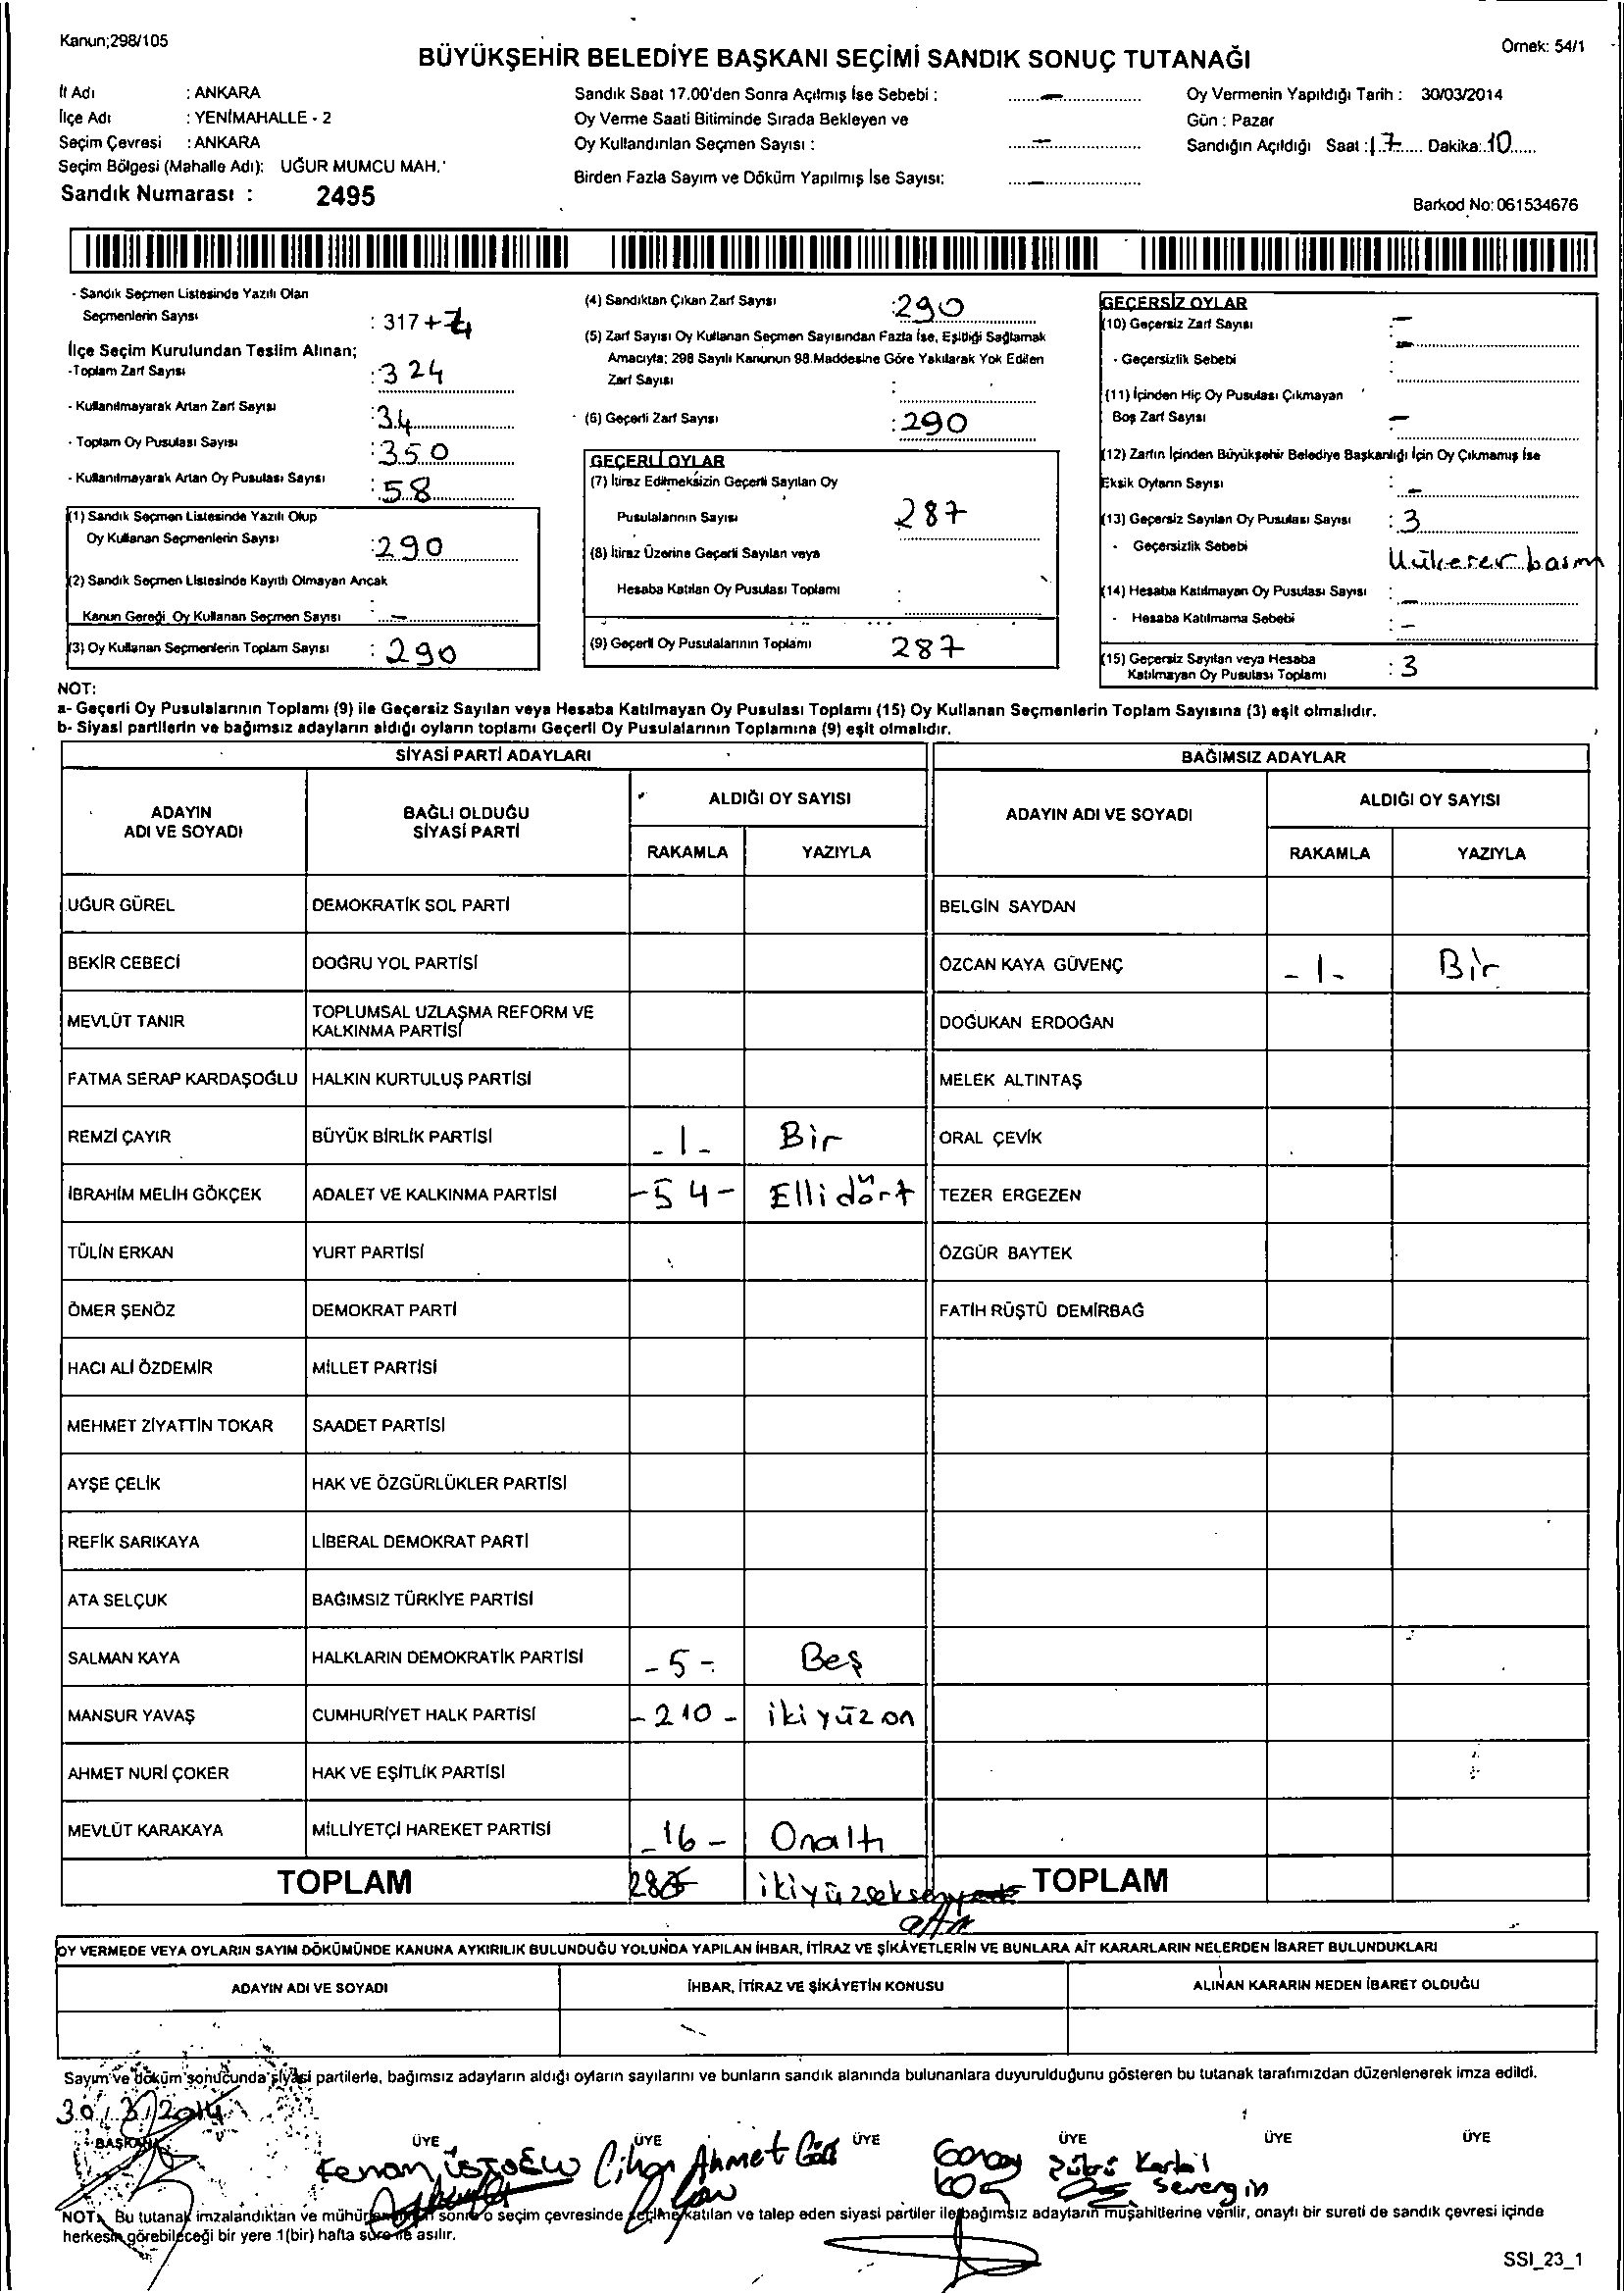 Kanun;298/105
Örnek: 54/1
BÜYÜKŞEHİR BELEDİYE BAŞKANI SEÇİMİ SANDIK SONUÇ TUTANAĞI
İl Adı : ANKARA
İlçe Adı : YENİMAHALLE - 2
Seçim Çevresi : ANKARA
Seçim Bölgesi (Mahalle Adı): UĞUR MUMCU MAH.
Sandık Numarası : 2495
Sandık Saat 17.00'den Sonra Açılmış İse Sebebi : –
Oy Verme Saati Bitiminde Sırada Bekleyen ve
Oy Kullandırılan Seçmen Sayısı : –
Birden Fazla Sayım ve Döküm Yapılmış İse Sayısı: –
Oy Vermenin Yapıldığı Tarih : 30/03/2014
Gün : Pazar
Sandığın Açıldığı Saat : 17 Dakika: 10
Barkod No: 061534676
- Sandık Seçmen Listesinde Yazılı Olan
Seçmenlerin Sayısı : 317 +
İlçe Seçim Kurulundan Teslim Alınan;
-Toplam Zarf Sayısı : 324
- Kullanılmayarak Artan Zarf Sayısı : 34
- Toplam Oy Pusulası Sayısı : 350
- Kullanılmayarak Artan Oy Pusulası Sayısı : 58
(1) Sandık Seçmen Listesinde Yazılı Olup
Oy Kullanan Seçmenlerin Sayısı : 290
(2) Sandık Seçmen Listesinde Kayıtlı Olmayan Ancak
Kanun Gereği Oy Kullanan Seçmen Sayısı : –
(3) Oy Kullanan Seçmenlerin Toplam Sayısı : 290
(4) Sandıktan Çıkan Zarf Sayısı : 290
(5) Zarf Sayısı Oy Kullanan Seçmen Sayısından Fazla İse, Eşitliği Sağlamak
Amacıyla; 298 Sayılı Kanunun 98.Maddesine Göre Yakılarak Yok Edilen
Zarf Sayısı :
(6) Geçerli Zarf Sayısı : 290
GEÇERLİ OYLAR
(7) İtiraz Edilmeksizin Geçerli Sayılan Oy
Pusulalarının Sayısı 287
(8) İtiraz Üzerine Geçerli Sayılan veya
Hesaba Katılan Oy Pusulası Toplamı :
(9) Geçerli Oy Pusulalarının Toplamı 287
GEÇERSİZ OYLAR
(10) Geçersiz Zarf Sayısı : –
- Geçersizlik Sebebi :
(11) İçinden Hiç Oy Pusulası Çıkmayan
Boş Zarf Sayısı –
(12) Zarfın İçinden Büyükşehir Belediye Başkanlığı İçin Oy Çıkmamış İse
Eksik Oyların Sayısı : –
(13) Geçersiz Sayılan Oy Pusulası Sayısı : 3
- Geçersizlik Sebebi
(14) Hesaba Katılmayan Oy Pusulası Sayısı : –
- Hesaba Katılmama Sebebi : –
(15) Geçersiz Sayılan veya Hesaba
Katılmayan Oy Pusulası Toplamı : 3
NOT:
a- Geçerli Oy Pusulalarının Toplamı (9) ile Geçersiz Sayılan veya Hesaba Katılmayan Oy Pusulası Toplamı (15) Oy Kullanan Seçmenlerin Toplam Sayısına (3) eşit olmalıdır.
b- Siyasi partilerin ve bağımsız adayların aldığı oyların toplamı Geçerli Oy Pusulalarının Toplamına (9) eşit olmalıdır.
SİYASİ PARTİ ADAYLARI BAĞIMSIZ ADAYLAR
ADAYIN ADI VE SOYADI BAĞLI OLDUĞU SİYASİ PARTİ ALDIĞI OY SAYISI ADAYIN ADI VE SOYADI ALDIĞI OY SAYISI
RAKAMLA YAZIYLA RAKAMLA YAZIYLA
UĞUR GÜREL DEMOKRATİK SOL PARTİ BELGİN SAYDAN
BEKİR CEBECİ DOĞRU YOL PARTİSİ ÖZCAN KAYA GÜVENÇ -1- Bir
MEVLÜT TANIR TOPLUMSAL UZLAŞMA REFORM VE KALKINMA PARTİSİ DOĞUKAN ERDOĞAN
FATMA SERAP KARDAŞOĞLU HALKIN KURTULUŞ PARTİSİ MELEK ALTINTAŞ
REMZİ ÇAYIR BÜYÜK BİRLİK PARTİSİ -1- Bir ORAL ÇEVİK
İBRAHİM MELİH GÖKÇEK ADALET VE KALKINMA PARTİSİ -54- Elli dört TEZER ERGEZEN
TÜLİN ERKAN YURT PARTİSİ ÖZGÜR BAYTEK
ÖMER ŞENÖZ DEMOKRAT PARTİ FATİH RÜŞTÜ DEMİRBAĞ
HACI ALİ ÖZDEMİR MİLLET PARTİSİ
MEHMET ZİYATTİN TOKAR SAADET PARTİSİ
AYŞE ÇELİK HAK VE ÖZGÜRLÜKLER PARTİSİ
REFİK SARIKAYA LİBERAL DEMOKRAT PARTİ
ATA SELÇUK BAĞIMSIZ TÜRKİYE PARTİSİ
SALMAN KAYA HALKLARIN DEMOKRATİK PARTİSİ -5- Beş
MANSUR YAVAŞ CUMHURİYET HALK PARTİSİ -210- iki yüz on
AHMET NURİ ÇOKER HAK VE EŞİTLİK PARTİSİ
MEVLÜT KARAKAYA MİLLİYETÇİ HAREKET PARTİSİ -16- Onaltı
TOPLAM ikiyüzseksen TOPLAM
altı
OY VERMEDE VEYA OYLARIN SAYIM DÖKÜMÜNDE KANUNA AYKIRILIK BULUNDUĞU YOLUNDA YAPILAN İHBAR, İTİRAZ VE ŞİKÂYETLERİN VE BUNLARA AİT KARARLARIN NELERDEN İBARET BULUNDUKLARI
ADAYIN ADI VE SOYADI İHBAR, İTİRAZ VE ŞİKÂYETİN KONUSU ALINAN KARARIN NEDEN İBARET OLDUĞU
Sayım ve döküm sonucunda siyasi partilerle, bağımsız adayların aldığı oyların sayılarını ve bunların sandık alanında bulunanlara duyurulduğunu gösteren bu tutanak tarafımızdan düzenlenerek imza edildi.
30/3/2014
BAŞKAN ÜYE ÜYE ÜYE ÜYE ÜYE ÜYE
Kenan Cihan Ahmet
NOT: Bu tutanak imzalandıktan ve mühürlendikten sonra o seçim çevresinde seçime katılan ve talep eden siyasi partiler ile bağımsız adayların müşahitlerine verilir, onaylı bir sureti de sandık çevresi içinde
herkesin görebileceği bir yere 1(bir) hafta süre ile asılır.
SSI_23_1